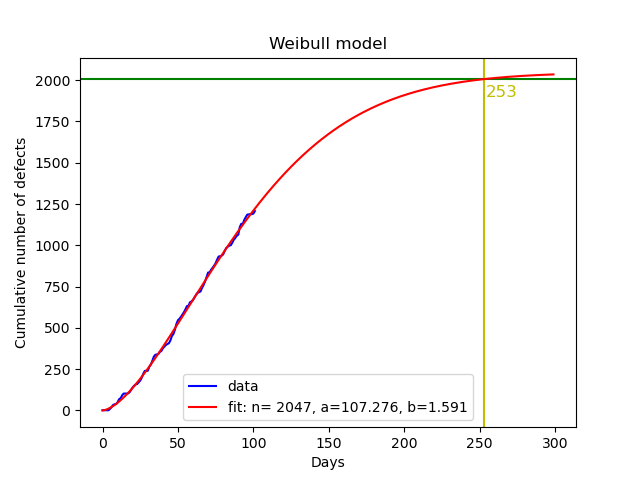 Weibull model
Cumulative number of defects
2000
1750
1500
1250
1000
750
500
250
0
253
data
fit: n= 2047, a=107.276, b=1.591
0 50 100 150 200 250 300
Days